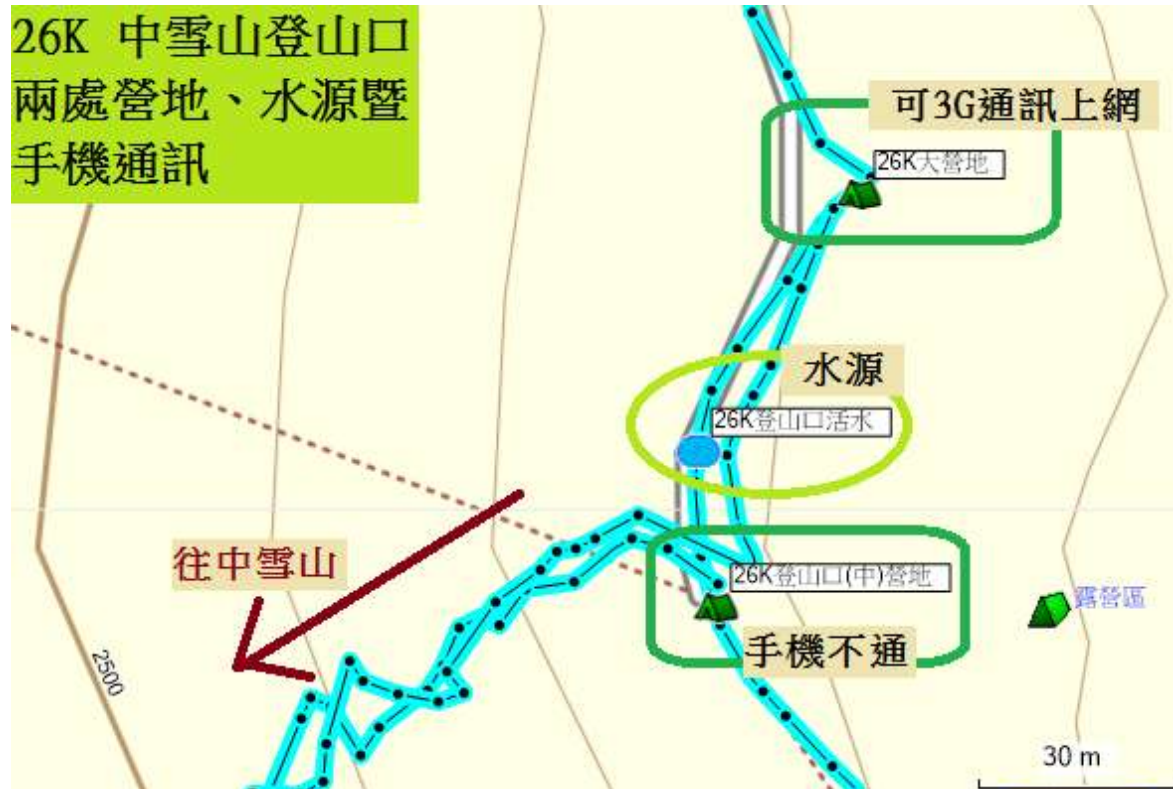 26K 中雪山登山口
兩處營地、水源暨
手機通訊
可3G通訊上網
26K大營地
水源
26K登山口活水
往中雪山
26K登山口(中)營地
露營區
手機不通
2500
30 m